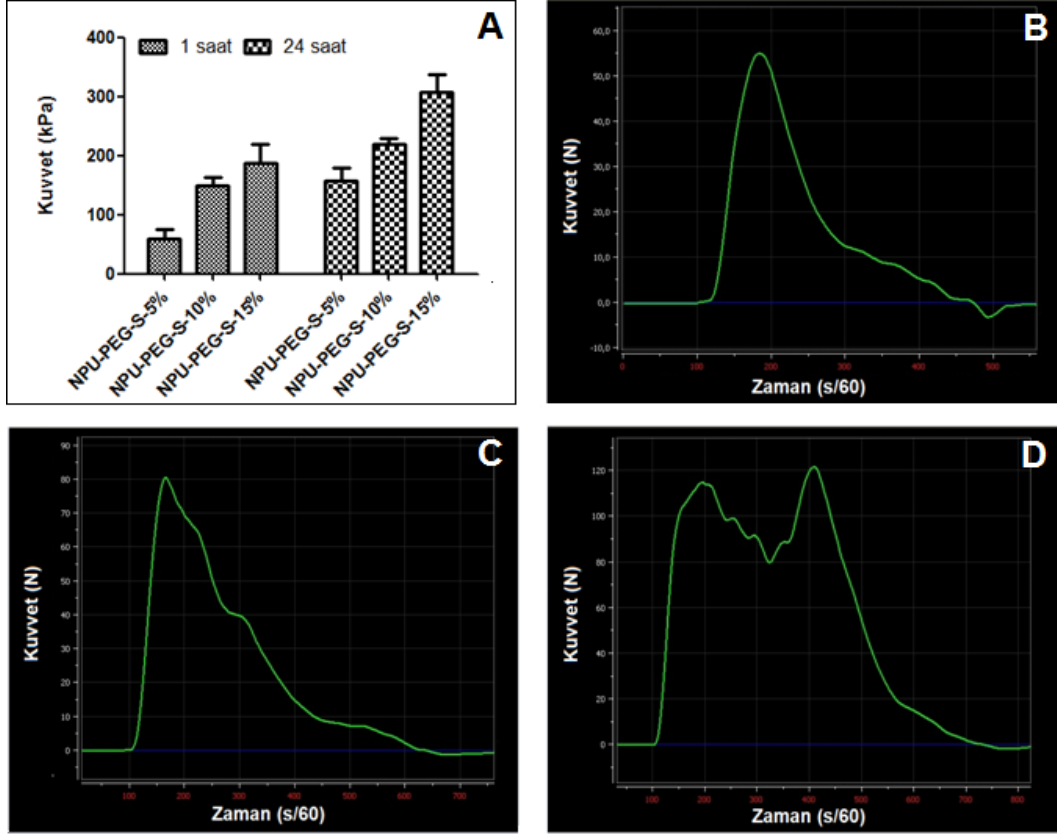 A
1 saat 24 saat
400
300
200
100
0
Kuvvet (kPa)
NPU-PEG-S-5%
NPU-PEG-S-10%
NPU-PEG-S-15%
NPU-PEG-S-5%
NPU-PEG-S-10%
NPU-PEG-S-15%
B
60,0
50,0
40,0
30,0
20,0
10,0
0,0
-10,0
Kuvvet (N)
0 100 200 300 400 500
Zaman (s/60)
C
90
80
70
60
50
40
30
20
10
0
Kuvvet (N)
100 200 300 400 500 600 700
Zaman (s/60)
D
120
100
80
60
40
20
0
Kuvvet (N)
100 200 300 400 500 600 700 800
Zaman (s/60)